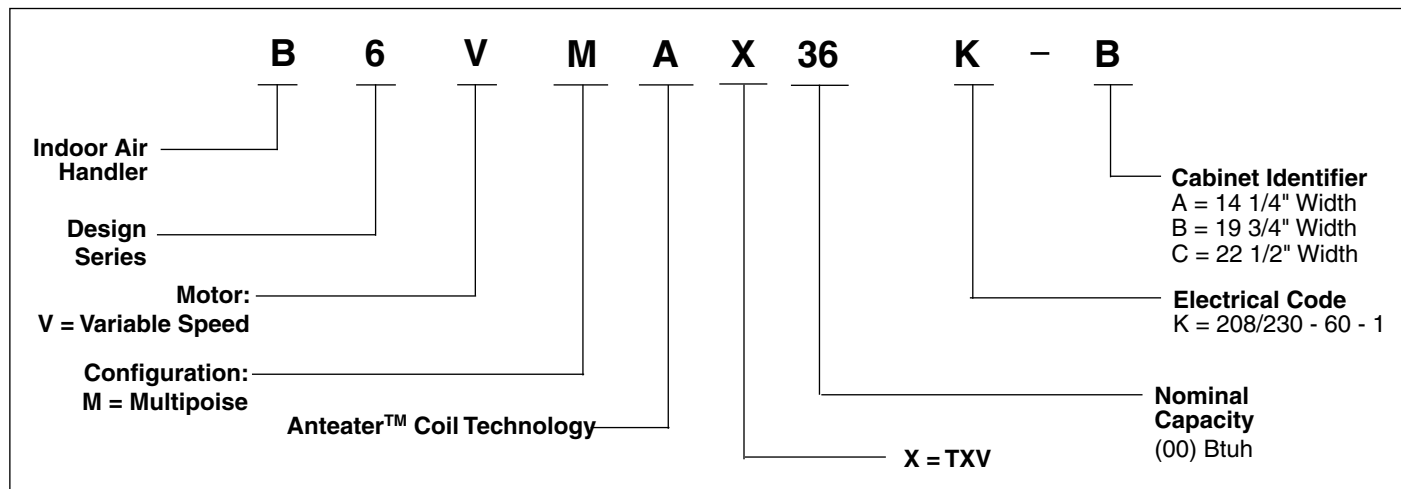 B 6 V M A X 36 K – B
Indoor Air
Handler
Design
Series
Motor:
V = Variable Speed
Configuration:
M = Multipoise
Anteater™ Coil Technology
X = TXV
Nominal
Capacity
(00) Btuh
Electrical Code
K = 208/230 - 60 - 1
Cabinet Identifier
A = 14 1/4" Width
B = 19 3/4" Width
C = 22 1/2" Width